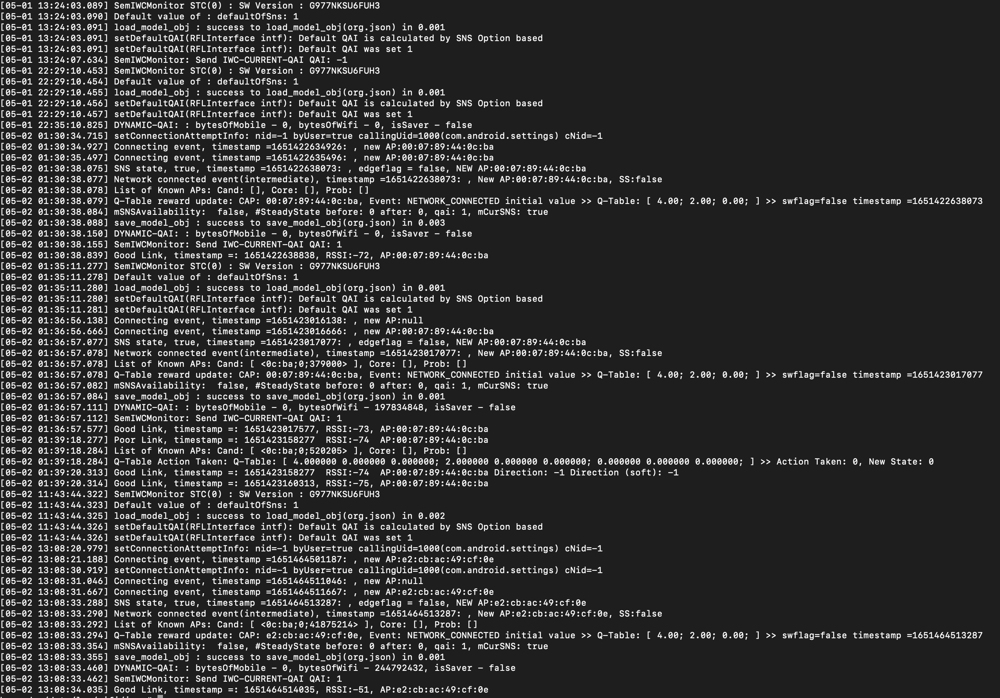 [05-01 13:24:03.089] SemIWCMonitor STC(0) : SW Version : G977NKSU6FUH3
[05-01 13:24:03.090] Default value of : defaultOfSns: 1
[05-01 13:24:03.091] load_model_obj : success to load_model_obj(org.json) in 0.001
[05-01 13:24:03.091] setDefaultQAI(RFLInterface intf): Default QAI is calculated by SNS Option based
[05-01 13:24:03.091] setDefaultQAI(RFLInterface intf): Default QAI was set 1
[05-01 13:24:07.634] SemIWCMonitor: Send IWC-CURRENT-QAI QAI: -1
[05-01 22:29:10.453] SemIWCMonitor STC(0) : SW Version : G977NKSU6FUH3
[05-01 22:29:10.454] Default value of : defaultOfSns: 1
[05-01 22:29:10.455] load_model_obj : success to load_model_obj(org.json) in 0.001
[05-01 22:29:10.456] setDefaultQAI(RFLInterface intf): Default QAI is calculated by SNS Option based
[05-01 22:29:10.457] setDefaultQAI(RFLInterface intf): Default QAI was set 1
[05-01 22:35:10.825] DYNAMIC-QAI: : bytesOfMobile - 0, bytesOfWifi - 0, isSaver - false
[05-02 01:30:34.715] setConnectionAttemptInfo: nid=-1 byUser=true callingUid=1000(com.android.settings) cNid=-1
[05-02 01:30:34.927] Connecting event, timestamp =1651422634926: , new AP:00:07:89:44:0c:ba
[05-02 01:30:35.497] Connecting event, timestamp =1651422635496: , new AP:00:07:89:44:0c:ba
[05-02 01:30:38.075] SNS state, true, timestamp =1651422638073: , edgeflag = false, NEW AP:00:07:89:44:0c:ba
[05-02 01:30:38.077] Network connected event(intermediate), timestamp =1651422638073: , New AP:00:07:89:44:0c:ba, SS:false
[05-02 01:30:38.078] List of Known APs: Cand: [], Core: [], Prob: []
[05-02 01:30:38.079] Q-Table reward update: CAP: 00:07:89:44:0c:ba, Event: NETWORK_CONNECTED initial value >> Q-Table: [ 4.00; 2.00; 0.00; ] >> swflag=false timestamp =1651422638073
[05-02 01:30:38.084] mSNSAvailability:  false, #SteadyState before: 0 after: 0, qai: 1, mCurSNS: true
[05-02 01:30:38.088] save_model_obj : success to save_model_obj(org.json) in 0.003
[05-02 01:30:38.150] DYNAMIC-QAI: : bytesOfMobile - 0, bytesOfWifi - 0, isSaver - false
[05-02 01:30:38.155] SemIWCMonitor: Send IWC-CURRENT-QAI QAI: 1
[05-02 01:30:38.839] Good Link, timestamp =: 1651422638838, RSSI:-72, AP:00:07:89:44:0c:ba
[05-02 01:35:11.277] SemIWCMonitor STC(0) : SW Version : G977NKSU6FUH3
[05-02 01:35:11.278] Default value of : defaultOfSns: 1
[05-02 01:35:11.280] load_model_obj : success to load_model_obj(org.json) in 0.001
[05-02 01:35:11.280] setDefaultQAI(RFLInterface intf): Default QAI is calculated by SNS Option based
[05-02 01:35:11.281] setDefaultQAI(RFLInterface intf): Default QAI was set 1
[05-02 01:36:56.138] Connecting event, timestamp =1651423016138: , new AP:null
[05-02 01:36:56.666] Connecting event, timestamp =1651423016666: , new AP:00:07:89:44:0c:ba
[05-02 01:36:57.077] SNS state, true, timestamp =1651423017077: , edgeflag = false, NEW AP:00:07:89:44:0c:ba
[05-02 01:36:57.078] Network connected event(intermediate), timestamp =1651423017077: , New AP:00:07:89:44:0c:ba, SS:false
[05-02 01:36:57.078] List of Known APs: Cand: [ <0c:ba;0;379000> ], Core: [], Prob: []
[05-02 01:36:57.078] Q-Table reward update: CAP: 00:07:89:44:0c:ba, Event: NETWORK_CONNECTED initial value >> Q-Table: [ 4.00; 2.00; 0.00; ] >> swflag=false timestamp =1651423017077
[05-02 01:36:57.082] mSNSAvailability:  false, #SteadyState before: 0 after: 0, qai: 1, mCurSNS: true
[05-02 01:36:57.084] save_model_obj : success to save_model_obj(org.json) in 0.001
[05-02 01:36:57.111] DYNAMIC-QAI: : bytesOfMobile - 0, bytesOfWifi - 197834848, isSaver - false
[05-02 01:36:57.112] SemIWCMonitor: Send IWC-CURRENT-QAI QAI: 1
[05-02 01:36:57.577] Good Link, timestamp =: 1651423017577, RSSI:-73, AP:00:07:89:44:0c:ba
[05-02 01:39:18.277] Poor Link, timestamp =: 1651423158277  RSSI:-74  AP:00:07:89:44:0c:ba
[05-02 01:39:18.284] List of Known APs: Cand: [ <0c:ba;0;520205> ], Core: [], Prob: []
[05-02 01:39:18.284] Q-Table Action Taken: Q-Table: [ 4.000000 0.000000 0.000000; 2.000000 0.000000 0.000000; 0.000000 0.000000 0.000000; ] >> Action Taken: 0, New State: 0
[05-02 01:39:20.313] Good Link, timestamp =: 1651423158277  RSSI:-74  AP:00:07:89:44:0c:ba Direction: -1 Direction (soft): -1
[05-02 01:39:20.314] Good Link, timestamp =: 1651423160313, RSSI:-75, AP:00:07:89:44:0c:ba
[05-02 11:43:44.322] SemIWCMonitor STC(0) : SW Version : G977NKSU6FUH3
[05-02 11:43:44.323] Default value of : defaultOfSns: 1
[05-02 11:43:44.325] load_model_obj : success to load_model_obj(org.json) in 0.002
[05-02 11:43:44.326] setDefaultQAI(RFLInterface intf): Default QAI is calculated by SNS Option based
[05-02 11:43:44.326] setDefaultQAI(RFLInterface intf): Default QAI was set 1
[05-02 13:08:20.979] setConnectionAttemptInfo: nid=-1 byUser=true callingUid=1000(com.android.settings) cNid=-1
[05-02 13:08:21.188] Connecting event, timestamp =1651464501187: , new AP:e2:cb:ac:49:cf:0e
[05-02 13:08:30.919] setConnectionAttemptInfo: nid=-1 byUser=true callingUid=1000(com.android.settings) cNid=-1
[05-02 13:08:31.046] Connecting event, timestamp =1651464511046: , new AP:null
[05-02 13:08:31.667] Connecting event, timestamp =1651464511667: , new AP:e2:cb:ac:49:cf:0e
[05-02 13:08:33.288] SNS state, true, timestamp =1651464513287: , edgeflag = false, NEW AP:e2:cb:ac:49:cf:0e
[05-02 13:08:33.290] Network connected event(intermediate), timestamp =1651464513287: , New AP:e2:cb:ac:49:cf:0e, SS:false
[05-02 13:08:33.292] List of Known APs: Cand: [ <0c:ba;0;41875214> ], Core: [], Prob: []
[05-02 13:08:33.294] Q-Table reward update: CAP: e2:cb:ac:49:cf:0e, Event: NETWORK_CONNECTED initial value >> Q-Table: [ 4.00; 2.00; 0.00; ] >> swflag=false timestamp =1651464513287
[05-02 13:08:33.354] mSNSAvailability:  false, #SteadyState before: 0 after: 0, qai: 1, mCurSNS: true
[05-02 13:08:33.355] save_model_obj : success to save_model_obj(org.json) in 0.001
[05-02 13:08:33.460] DYNAMIC-QAI: : bytesOfMobile - 0, bytesOfWifi - 244792432, isSaver - false
[05-02 13:08:33.462] SemIWCMonitor: Send IWC-CURRENT-QAI QAI: 1
[05-02 13:08:34.035] Good Link, timestamp =: 1651464514035, RSSI:-51, AP:e2:cb:ac:49:cf:0e